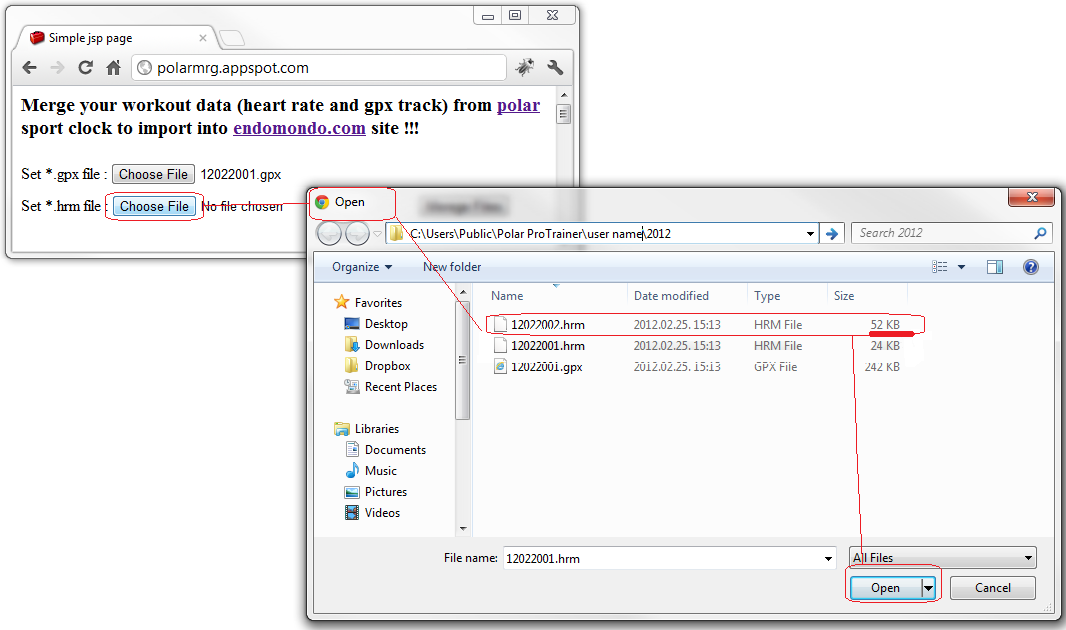 Simple jsp page
polarmrg.appspot.com
Merge your workout data (heart rate and gpx track) from polar
sport clock to import into endomondo.com site !!!
Set *.gpx file : Choose File 12022001.gpx
Set *.hrm file : Choose File No file chosen
Open
C:\Users\Public\Polar ProTrainer\user name\2012
Search 2012
Organize
New folder
Favorites
Desktop
Downloads
Dropbox
Recent Places
Libraries
Documents
Music
Pictures
Videos
Name Date modified Type Size
12022002.hrm 2012.02.25. 15:13 HRM File 52 KB
12022001.hrm 2012.02.25. 15:13 HRM File 24 KB
12022001.gpx 2012.02.25. 15:13 GPX File 242 KB
File name: 12022001.hrm
All Files
Open
Cancel